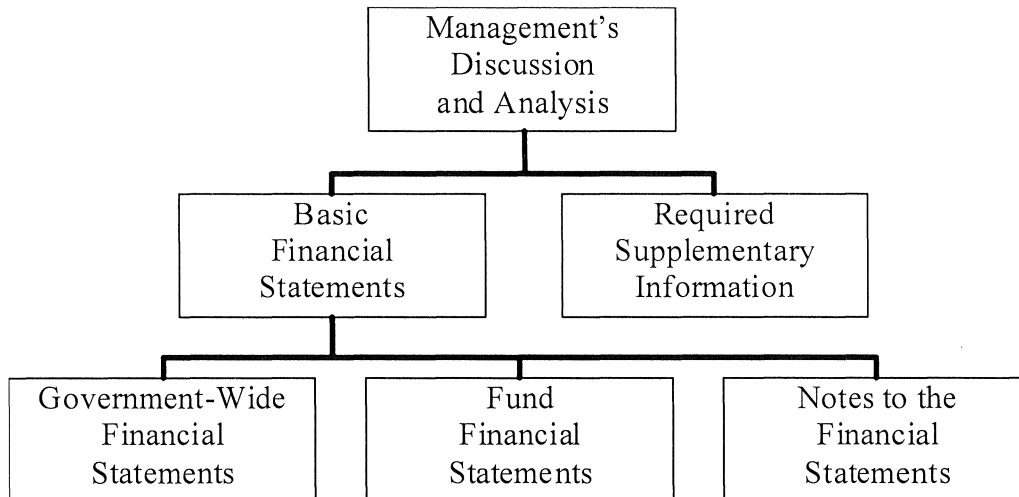 Management's
Discussion
and Analysis
Basic
Financial
Statements
Required
Supplementary
Information
Government-Wide
Financial
Statements
Fund
Financial
Statements
Notes to the
Financial
Statements